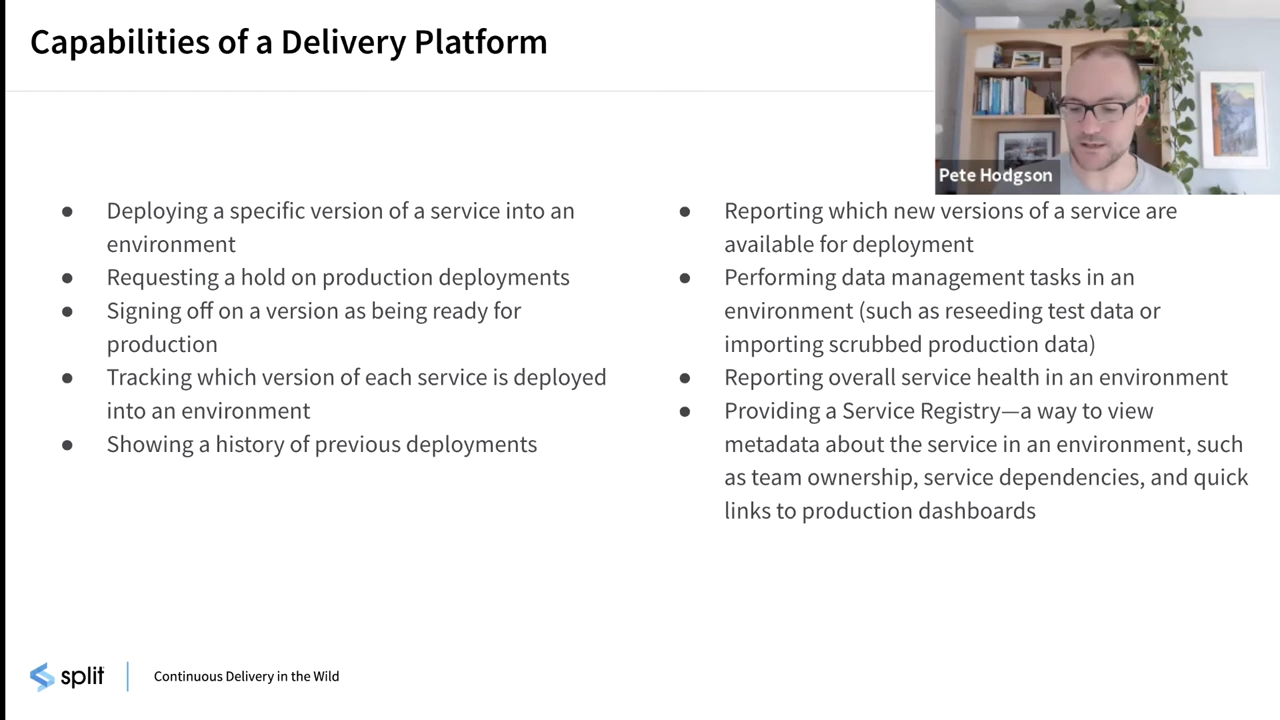 Capabilities of a Delivery Platform
Pete Hodgson
● Deploying a specific version of a service into an
environment
● Requesting a hold on production deployments
● Signing off on a version as being ready for
production
● Tracking which version of each service is deployed
into an environment
● Showing a history of previous deployments
● Reporting which new versions of a service are
available for deployment
● Performing data management tasks in an
environment (such as reseeding test data or
importing scrubbed production data)
● Reporting overall service health in an environment
● Providing a Service Registry—a way to view
metadata about the service in an environment, such
as team ownership, service dependencies, and quick
links to production dashboards
split
Continuous Delivery in the Wild